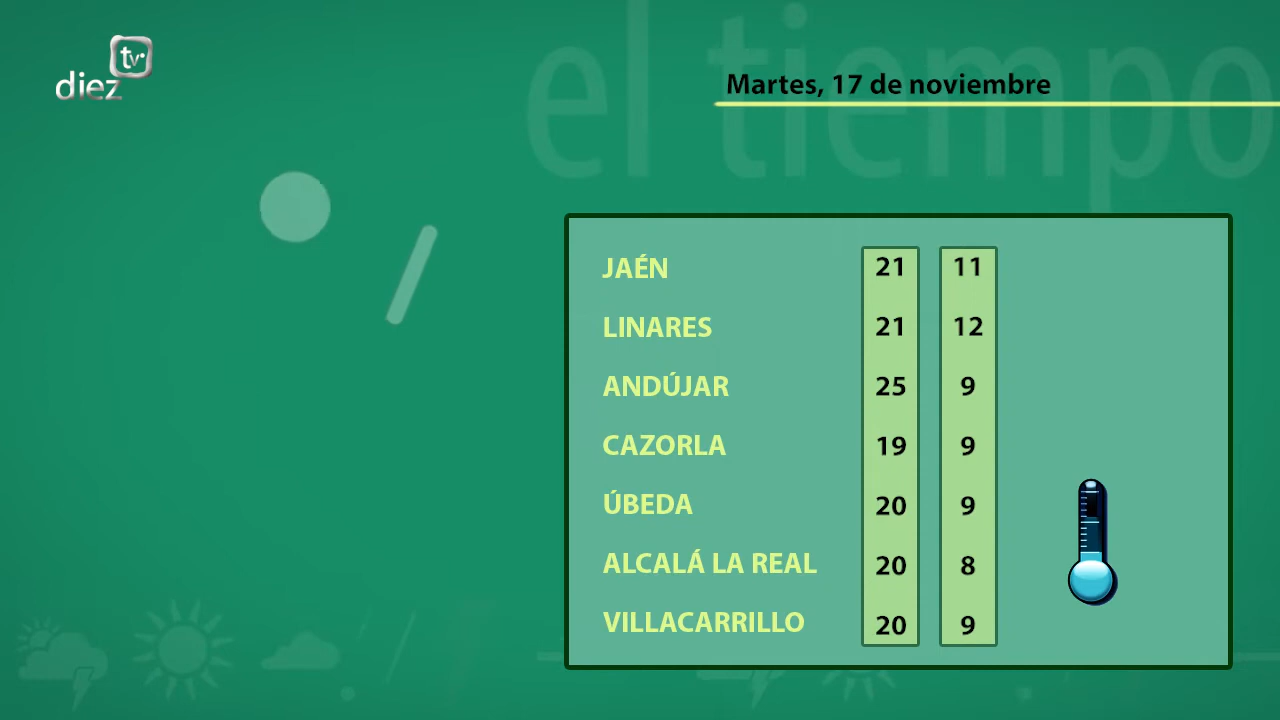 diez tv
el tiempo
Martes, 17 de noviembre
JAÉN 21 11
LINARES 21 12
ANDÚJAR 25 9
CAZORLA 19 9
ÚBEDA 20 9
ALCALÁ LA REAL 20 8
VILLACARRILLO 20 9